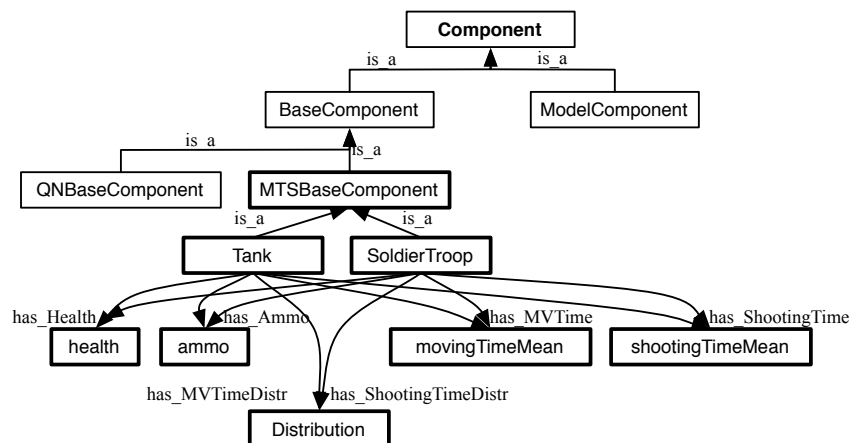 Component
is_a is_a
BaseComponent ModelComponent
is_a is_a
QNBaseComponent MTSBaseComponent
is_a is_a
Tank SoldierTroop
has_Health has_Ammo has_MVTime has_ShootingTime
health ammo movingTimeMean shootingTimeMean
has_MVTimeDistr has_ShootingTimeDistr
Distribution